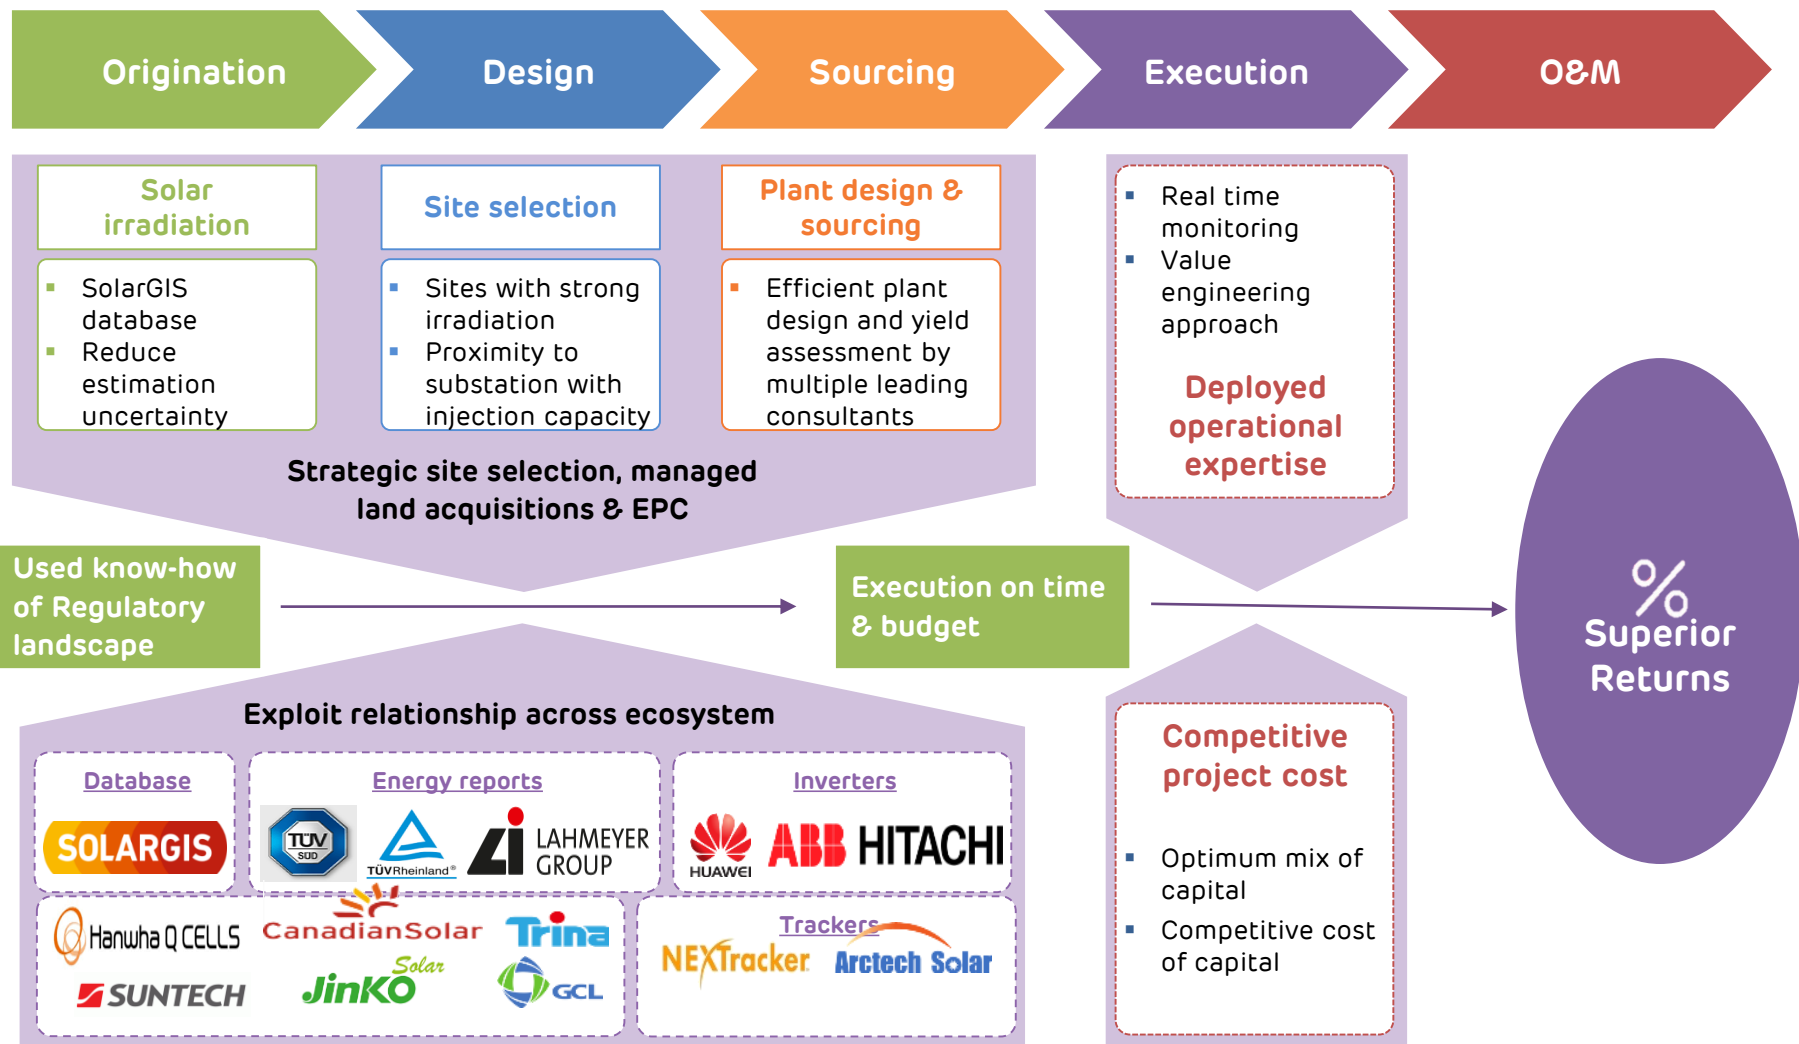 Origination
Design
Sourcing
Execution
O&M
Solar
irradiation
SolarGIS
database
Reduce
estimation
uncertainty
Site selection
Sites with strong
irradiation
Proximity to
substation with
injection capacity
Plant design &
sourcing
Efficient plant
design and yield
assessment by
multiple leading
consultants
Strategic site selection, managed
land acquisitions & EPC
Real time
monitoring
Value
engineering
approach
Deployed
operational
expertise
Used know-how
of Regulatory
landscape
Execution on time
& budget
%
Superior
Returns
Exploit relationship across ecosystem
Database
SOLARGIS
Energy reports
TÜV
SÜD
TÜVRheinland®
LAHMEYER
GROUP
Inverters
HUAWEI
ABB
HITACHI
Hanwha Q CELLS
CanadianSolar
Trina
SUNTECH
JinKO
Solar
GCL
Trackers
NEXTracker
Arctech Solar
Competitive
project cost
Optimum mix of
capital
Competitive cost
of capital